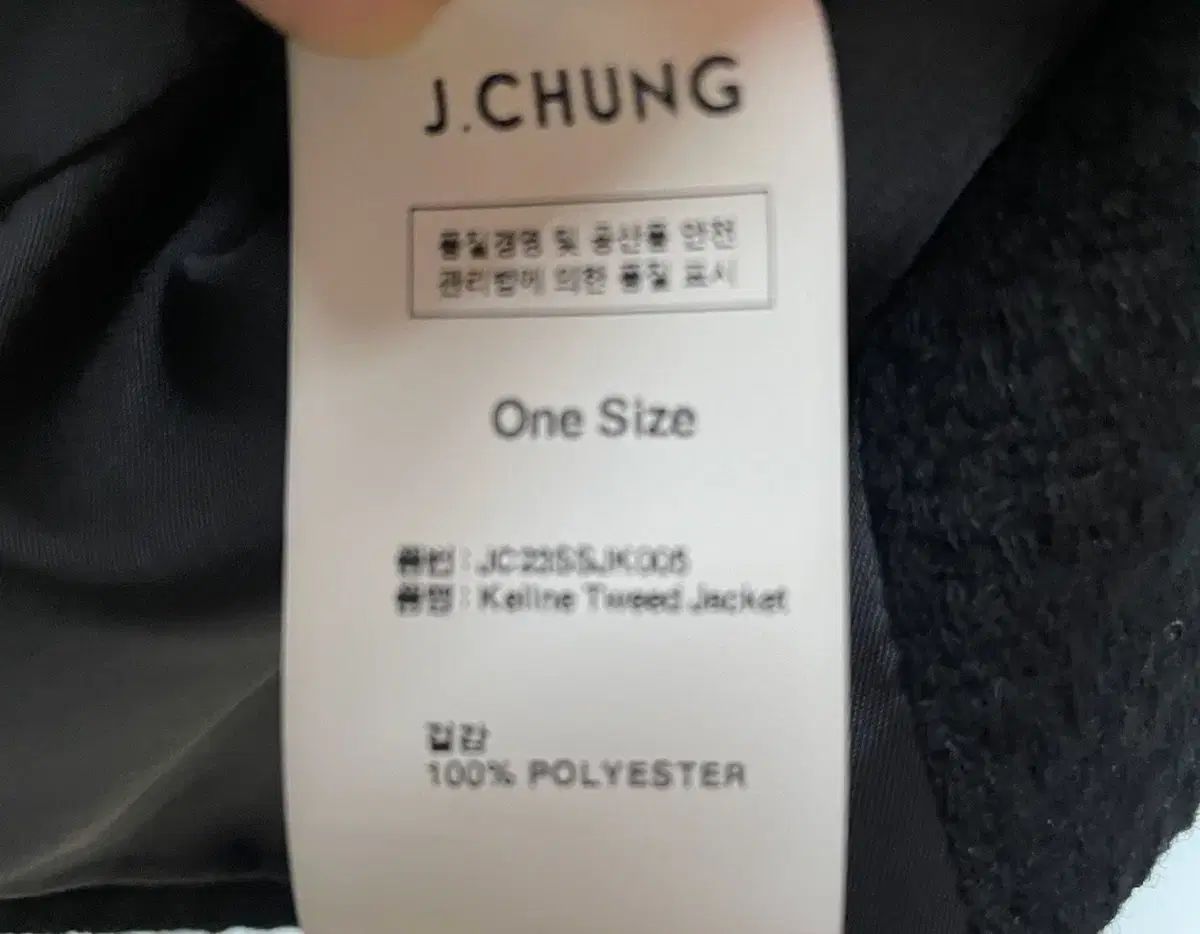 J.CHUNG
품질경영 및 공산품 안전
관리법에 의한 품질 표시
One Size
품번 : JC22SSJK005
품명 : Keline Tweed Jacket
겉감
100% POLYESTER